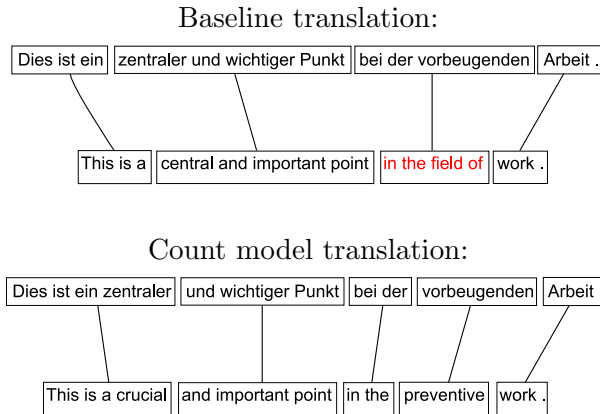 Baseline translation:
Dies ist ein zentraler und wichtiger Punkt bei der vorbeugenden Arbeit .
This is a central and important point in the field of work .
Count model translation:
Dies ist ein zentraler und wichtiger Punkt bei der vorbeugenden Arbeit
This is a crucial and important point in the preventive work .